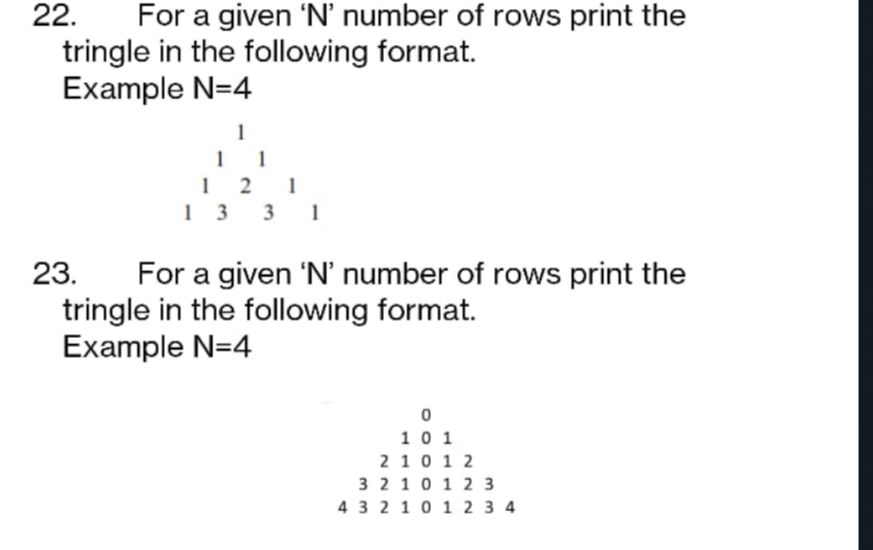 22. For a given ‘N’ number of rows print the
tringle in the following format.
Example N=4
1
1 1
1 2 1
1 3 3 1
23. For a given ‘N’ number of rows print the
tringle in the following format.
Example N=4
0
1 0 1
2 1 0 1 2
3 2 1 0 1 2 3
4 3 2 1 0 1 2 3 4